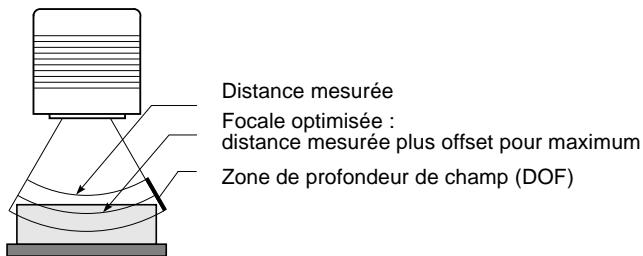 Distance mesurée
Focale optimisée :
distance mesurée plus offset pour maximum
Zone de profondeur de champ (DOF)